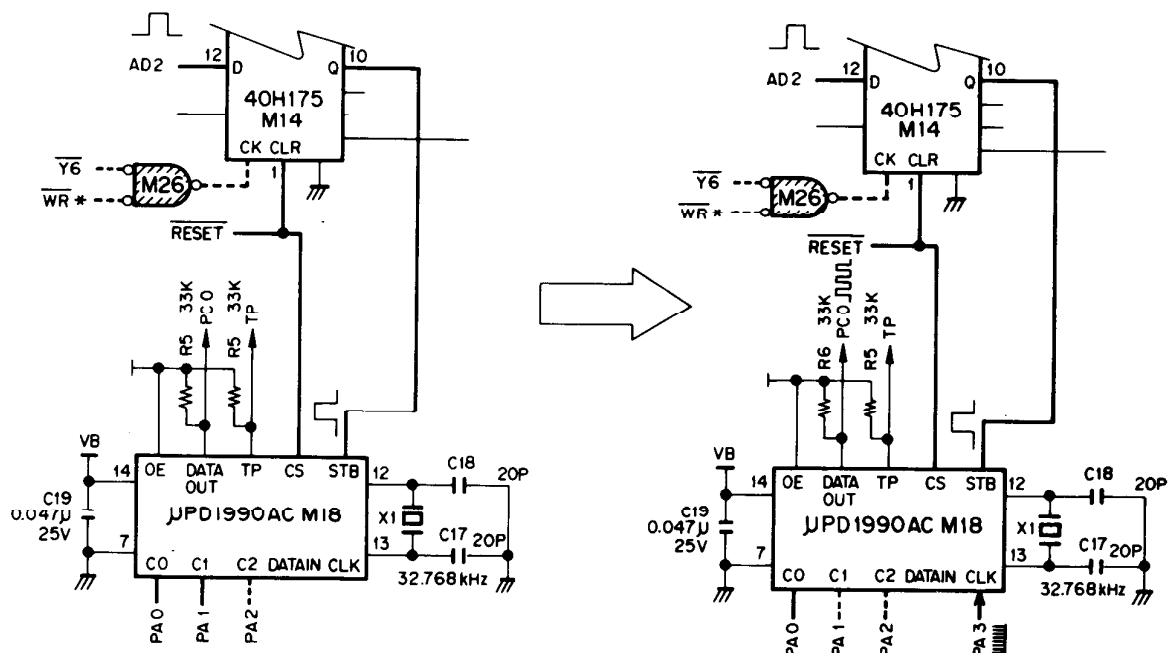 12
10
AD2
D
Q
40H175
M14
CK CLR
1
Y6
WR *
M26
RESET
33K
33K
PC0
TP
R5
R5
VB
14
OE
DATA OUT
TP
CS
STB
12
C18
20P
C19
0.047μ
25V
μPD1990AC M18
X1
C17
20P
7
13
C0
C1
C2
DATAIN
CLK
32.768kHz
PA0
PA1
PA2
12
10
AD2
D
Q
40H175
M14
CK CLR
1
Y6
WR *
M26
RESET
33K
33K
PC0
TP
R6
R5
VB
14
OE
DATA OUT
TP
CS
STB
12
C18
20P
C19
0.047μ
25V
μPD1990AC M18
X1
C17
20P
7
13
C0
C1
C2
DATAIN
CLK
32.768kHz
PA0
PA1
PA2
PA3